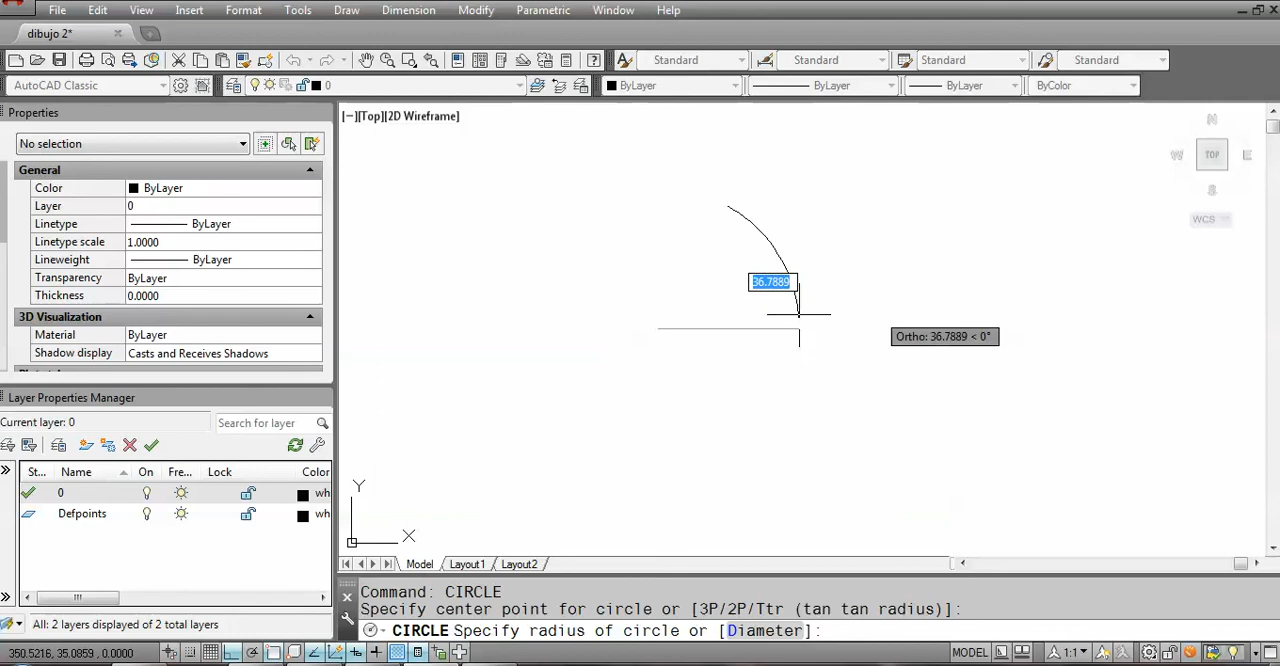 File Edit View Insert Format Tools Draw Dimension Modify Parametric Window Help
dibujo 2*
Standard Standard Standard Standard
AutoCAD Classic 0 ByLayer ByLayer ByLayer ByColor
Properties
No selection
General
Color ByLayer
Layer 0
Linetype ByLayer
Linetype scale 1.0000
Lineweight ByLayer
Transparency ByLayer
Thickness 0.0000
3D Visualization
Material ByLayer
Shadow display Casts and Receives Shadows
[−][Top][2D Wireframe]
N
W TOP E
S
WCS
36.7889
Ortho: 36.7889 < 0°
Layer Properties Manager
Current layer: 0 Search for layer
St... Name On Fre... Lock Color
0 wh
Defpoints wh
All: 2 layers displayed of 2 total layers
Y
X
Model Layout1 Layout2
Command: CIRCLE
Specify center point for circle or [3P/2P/Ttr (tan tan radius)]:
CIRCLE Specify radius of circle or [Diameter]:
350.5216, 35.0859, 0.0000 MODEL 1:1